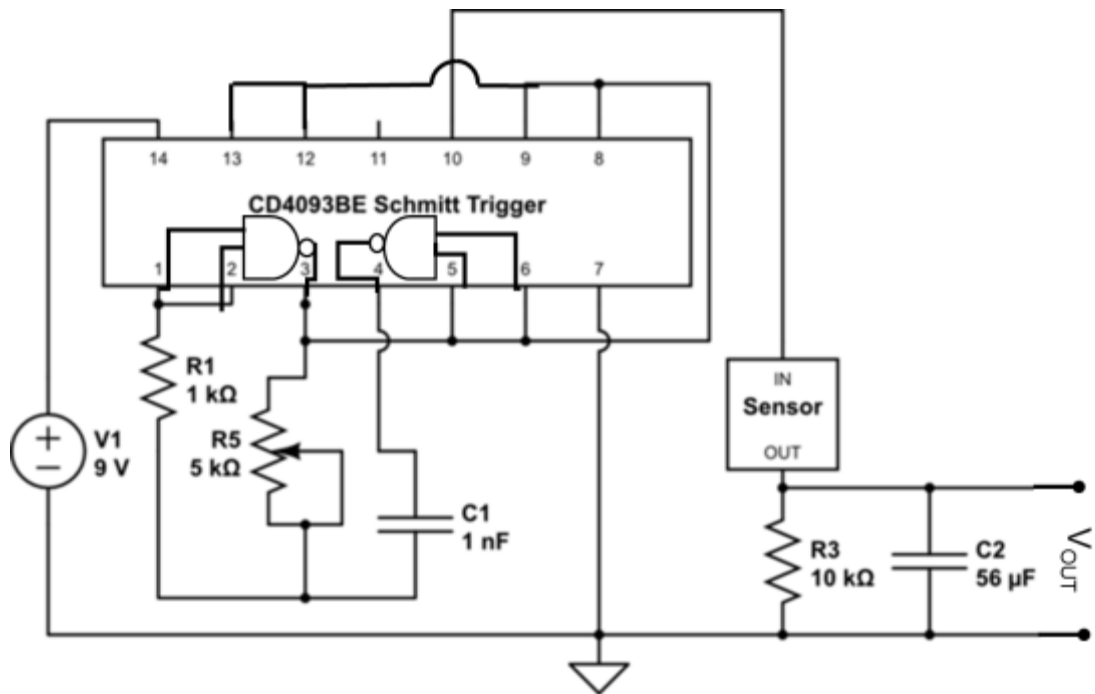 14 13 12 11 10 9 8
CD4093BE Schmitt Trigger
1 2 3 4 5 6 7
R1
1 kΩ
R5
5 kΩ
V1
9 V
C1
1 nF
IN
Sensor
OUT
R3
10 kΩ
C2
56 µF
VOUT